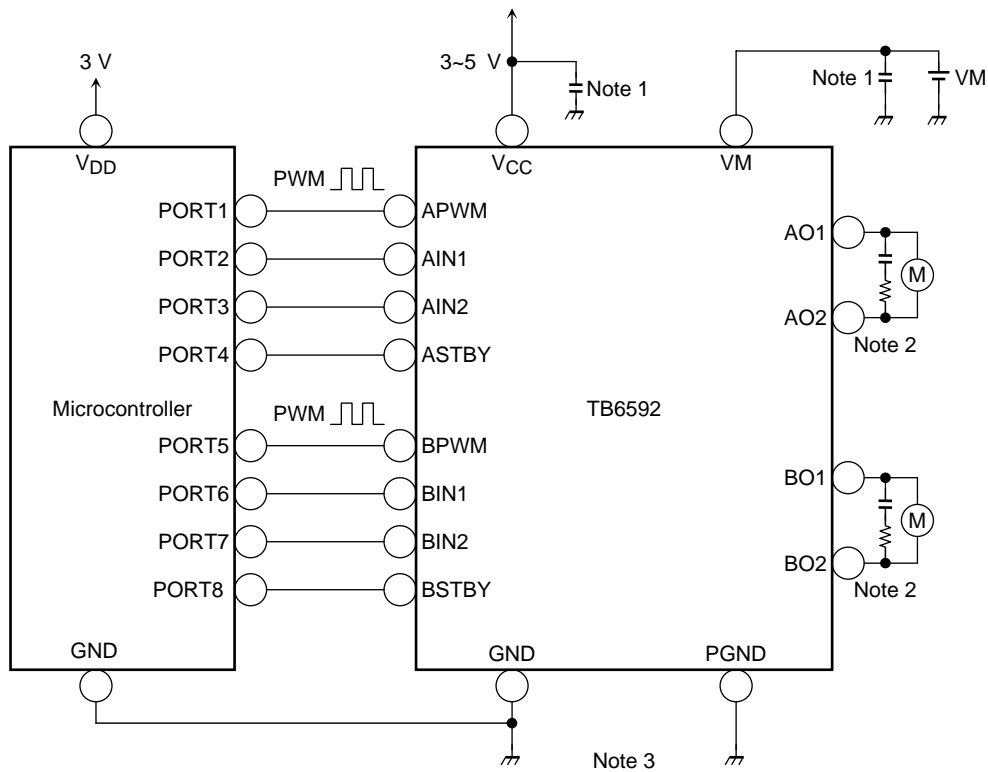 3 V
3~5 V
Note 1
Note 1
VM
VDD
VCC
VM
PWM
PORT1
APWM
AO1
PORT2
AIN1
M
PORT3
AIN2
AO2
PORT4
ASTBY
Note 2
Microcontroller
PWM
TB6592
PORT5
BPWM
BO1
PORT6
BIN1
M
PORT7
BIN2
BO2
PORT8
BSTBY
Note 2
GND
GND
PGND
Note 3